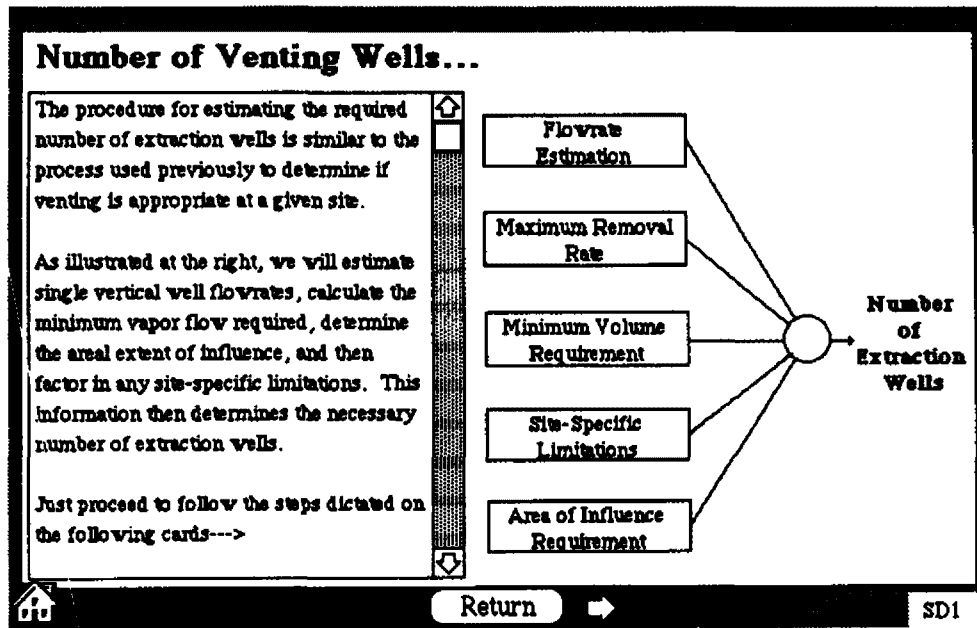 Number of Venting Wells...
The procedure for estimating the required
number of extraction wells is similar to the
process used previously to determine if
venting is appropriate at a given site.
As illustrated at the right, we will estimate
single vertical well flowrates, calculate the
minimum vapor flow required, determine
the areal extent of influence, and then
factor in any site-specific limitations. This
information then determines the necessary
number of extraction wells.
Just proceed to follow the steps dictated on
the following cards--->
Flowrate
Estimation
Maximum Removal
Rate
Minimum Volume
Requirement
Site-Specific
Limitations
Area of Influence
Requirement
Number
of
Extraction
Wells
Return
SD1